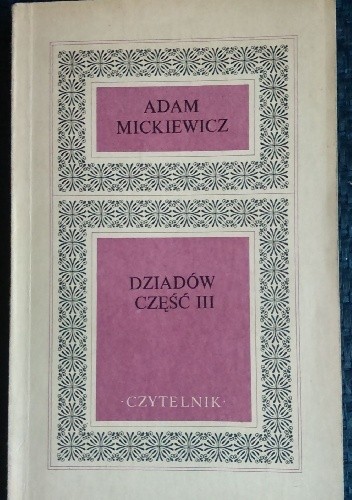 ADAM
MICKIEWICZ
DZIADÓW
CZĘŚĆ III
·CZYTELNIK·